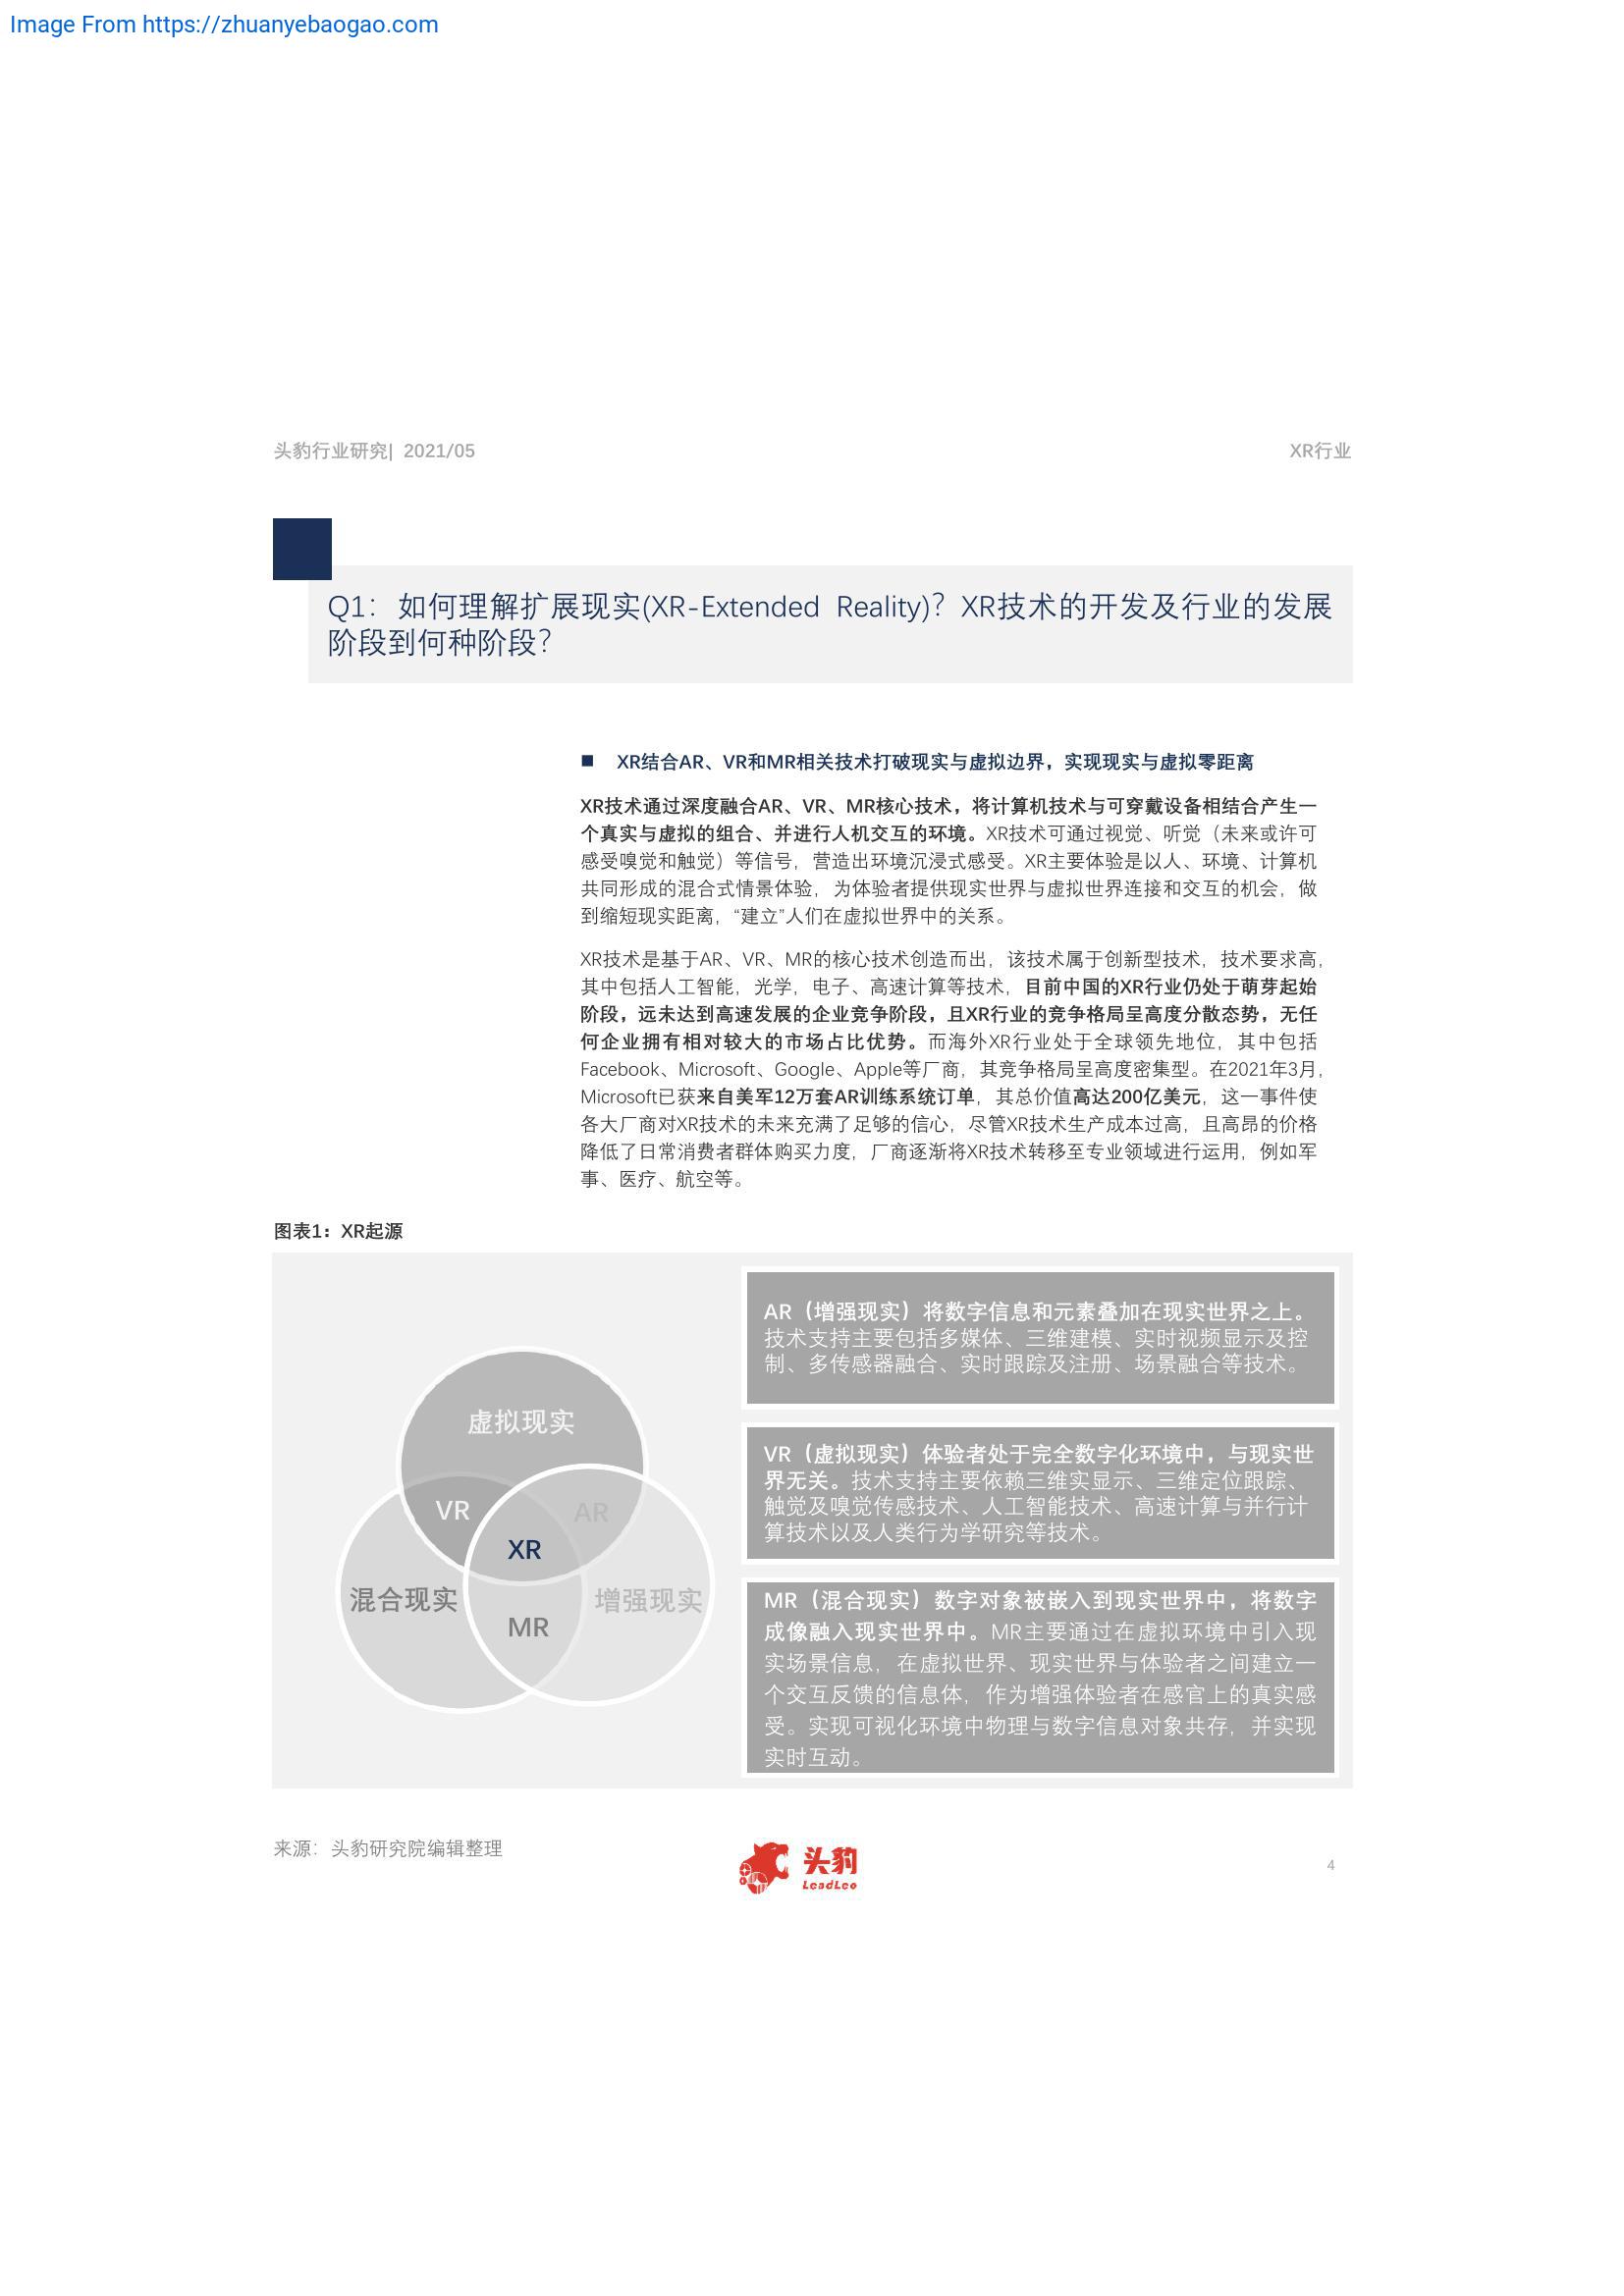 Image From https://zhuanyebaogao.com
头豹行业研究| 2021/05
XR行业
Q1：如何理解扩展现实(XR-Extended Reality)？XR技术的开发及行业的发展
阶段到何种阶段？
■ XR结合AR、VR和MR相关技术打破现实与虚拟边界，实现现实与虚拟零距离
XR技术通过深度融合AR、VR、MR核心技术，将计算机技术与可穿戴设备相结合产生一
个真实与虚拟的组合、并进行人机交互的环境。XR技术可通过视觉、听觉（未来或许可
感受嗅觉和触觉）等信号，营造出环境沉浸式感受。XR主要体验是以人、环境、计算机
共同形成的混合式情景体验，为体验者提供现实世界与虚拟世界连接和交互的机会，做
到缩短现实距离，“建立”人们在虚拟世界中的关系。
XR技术是基于AR、VR、MR的核心技术创造而出，该技术属于创新型技术，技术要求高，
其中包括人工智能，光学，电子、高速计算等技术，目前中国的XR行业仍处于萌芽起始
阶段，远未达到高速发展的企业竞争阶段，且XR行业的竞争格局呈高度分散态势，无任
何企业拥有相对较大的市场占比优势。而海外XR行业处于全球领先地位，其中包括
Facebook、Microsoft、Google、Apple等厂商，其竞争格局呈高度密集型。在2021年3月，
Microsoft已获来自美军12万套AR训练系统订单，其总价值高达200亿美元，这一事件使
各大厂商对XR技术的未来充满了足够的信心，尽管XR技术生产成本过高，且高昂的价格
降低了日常消费者群体购买力度，厂商逐渐将XR技术转移至专业领域进行运用，例如军
事、医疗、航空等。
图表1：XR起源
虚拟现实
VR
AR
XR
混合现实
增强现实
MR
AR（增强现实）将数字信息和元素叠加在现实世界之上。
技术支持主要包括多媒体、三维建模、实时视频显示及控
制、多传感器融合、实时跟踪及注册、场景融合等技术。
VR（虚拟现实）体验者处于完全数字化环境中，与现实世
界无关。技术支持主要依赖三维实显示、三维定位跟踪、
触觉及嗅觉传感技术、人工智能技术、高速计算与并行计
算技术以及人类行为学研究等技术。
MR（混合现实）数字对象被嵌入到现实世界中，将数字
成像融入现实世界中。MR主要通过在虚拟环境中引入现
实场景信息，在虚拟世界、现实世界与体验者之间建立一
个交互反馈的信息体，作为增强体验者在感官上的真实感
受。实现可视化环境中物理与数字信息对象共存，并实现
实时互动。
来源：头豹研究院编辑整理
头豹
LeadLeo
4